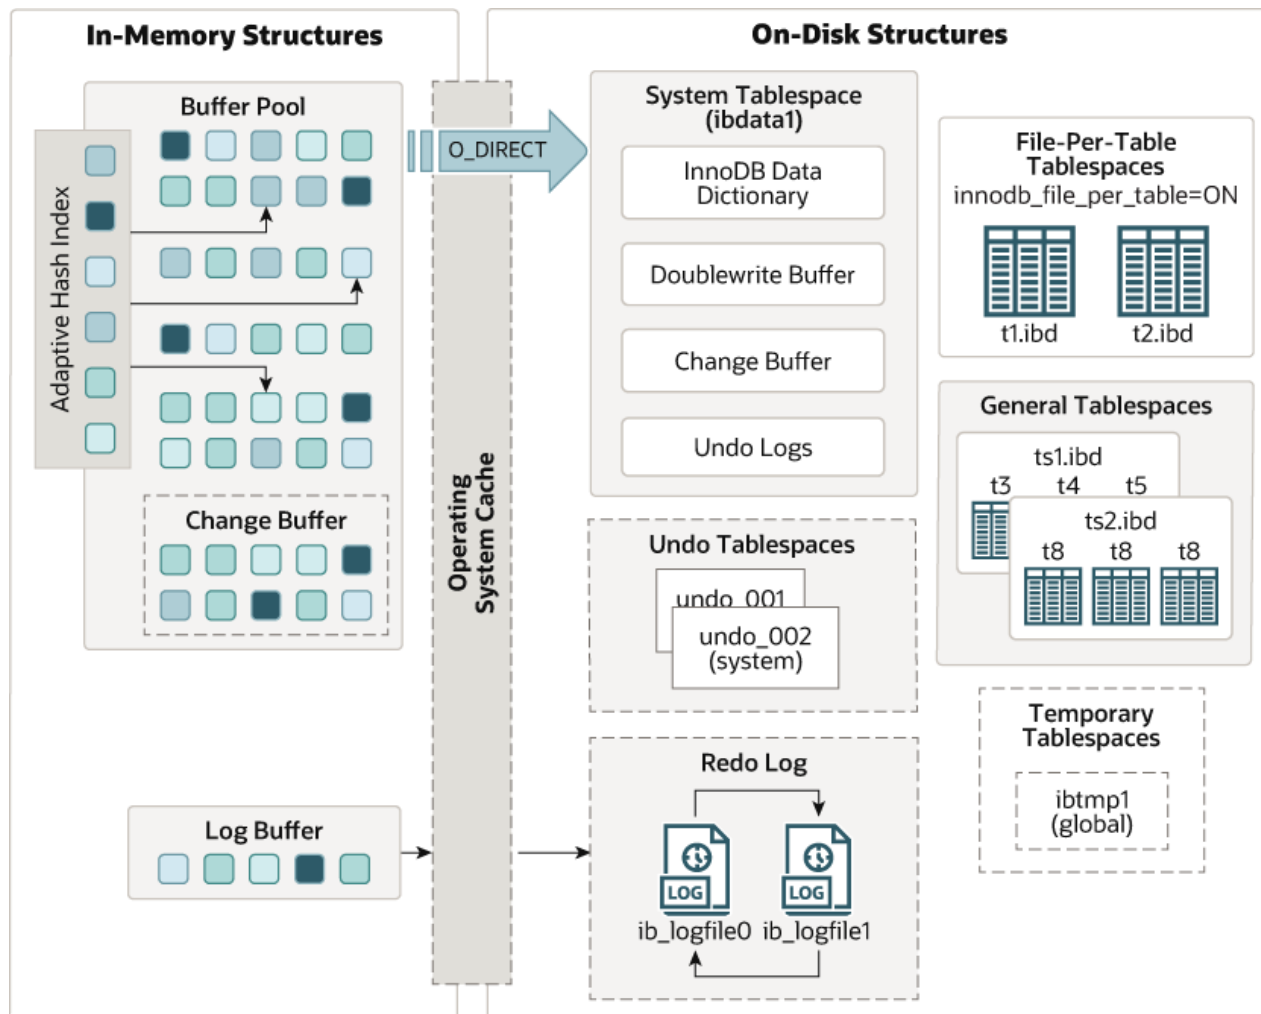 In-Memory Structures
On-Disk Structures
Buffer Pool
Adaptive Hash Index
Change Buffer
Log Buffer
Operating
System Cache
O_DIRECT
System Tablespace
(ibdata1)
InnoDB Data
Dictionary
Doublewrite Buffer
Change Buffer
Undo Logs
Undo Tablespaces
undo_001
undo_002
(system)
Redo Log
LOG
LOG
ib_logfile0
ib_logfile1
File-Per-Table
Tablespaces
innodb_file_per_table=ON
t1.ibd
t2.ibd
General Tablespaces
ts1.ibd
t3 t4 t5
ts2.ibd
t8 t8 t8
Temporary
Tablespaces
ibtmp1
(global)